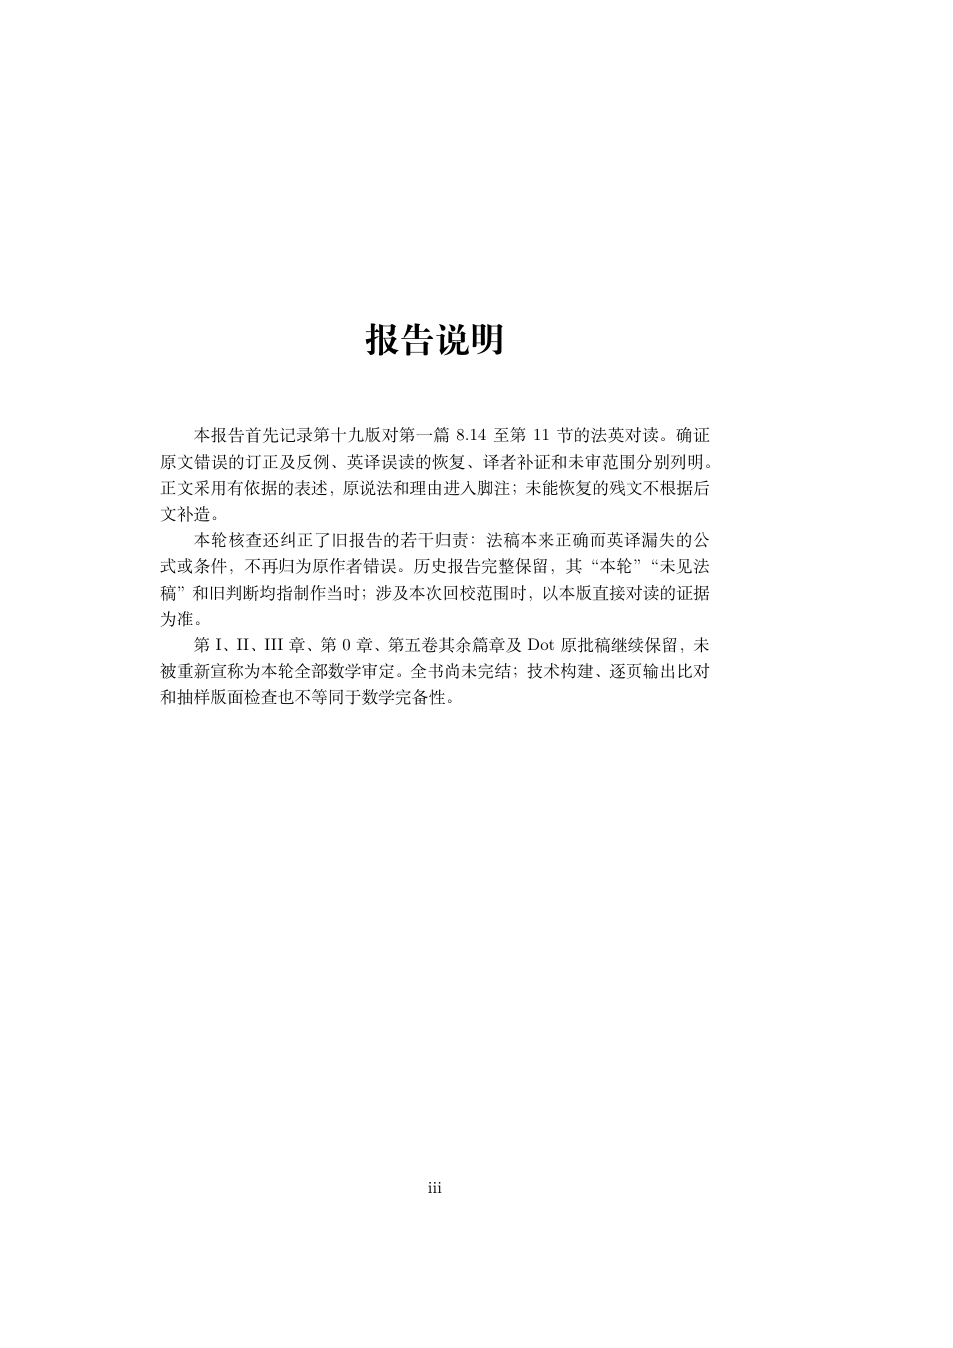 报告说明
本报告首先记录第十九版对第一篇 8.14 至第 11 节的法英对读。确证
原文错误的订正及反例、英译误读的恢复、译者补证和未审范围分别列明。
正文采用有依据的表述，原说法和理由进入脚注；未能恢复的残文不根据后
文补造。
本轮核查还纠正了旧报告的若干归责：法稿本来正确而英译漏失的公
式或条件，不再归为原作者错误。历史报告完整保留，其“本轮”“未见法
稿”和旧判断均指制作当时；涉及本次回校范围时，以本版直接对读的证据
为准。
第 I、II、III 章、第 0 章、第五卷其余篇章及 Dot 原批稿继续保留，未
被重新宣称为本轮全部数学审定。全书尚未完结；技术构建、逐页输出比对
和抽样版面检查也不等同于数学完备性。
iii